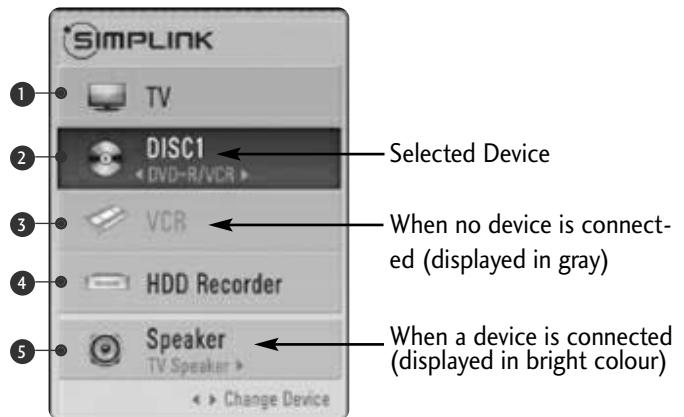 SIMPLINK
1 TV
2 DISC1
◂ DVD-R/VCR ▸
Selected Device
3 VCR
When no device is connect-
ed (displayed in gray)
4 HDD Recorder
5 Speaker
TV Speaker ▸
When a device is connected
(displayed in bright colour)
◂ ▸ Change Device